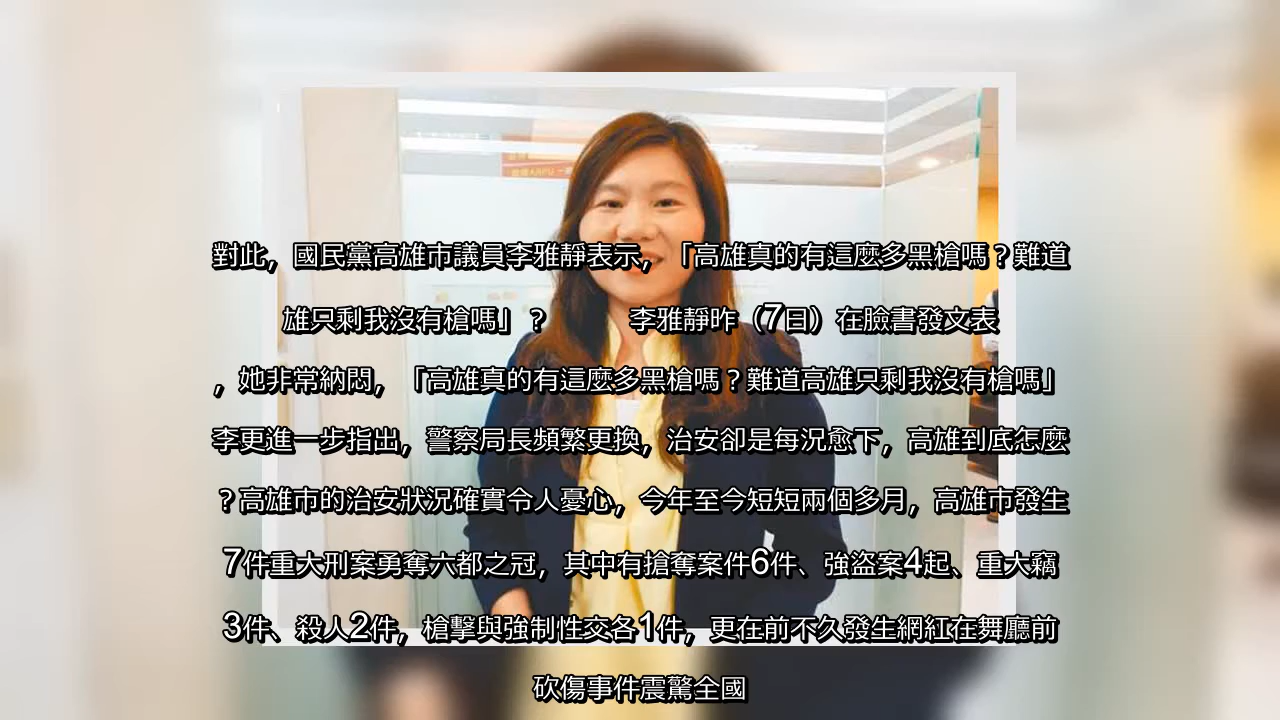 對此，國民黨高雄市議員李雅靜表示，「高雄真的有這麼多黑槍嗎？難道
雄只剩我沒有槍嗎」？　　　李雅靜昨（7日）在臉書發文表
，她非常納悶，「高雄真的有這麼多黑槍嗎？難道高雄只剩我沒有槍嗎」
李更進一步指出，警察局長頻繁更換，治安卻是每況愈下，高雄到底怎麼
？高雄市的治安狀況確實令人憂心，今年至今短短兩個多月，高雄市發生
7件重大刑案勇奪六都之冠，其中有搶奪案件6件、強盜案4起、重大竊
3件、殺人2件，槍擊與強制性交各1件，更在前不久發生網紅在舞廳前
砍傷事件震驚全國